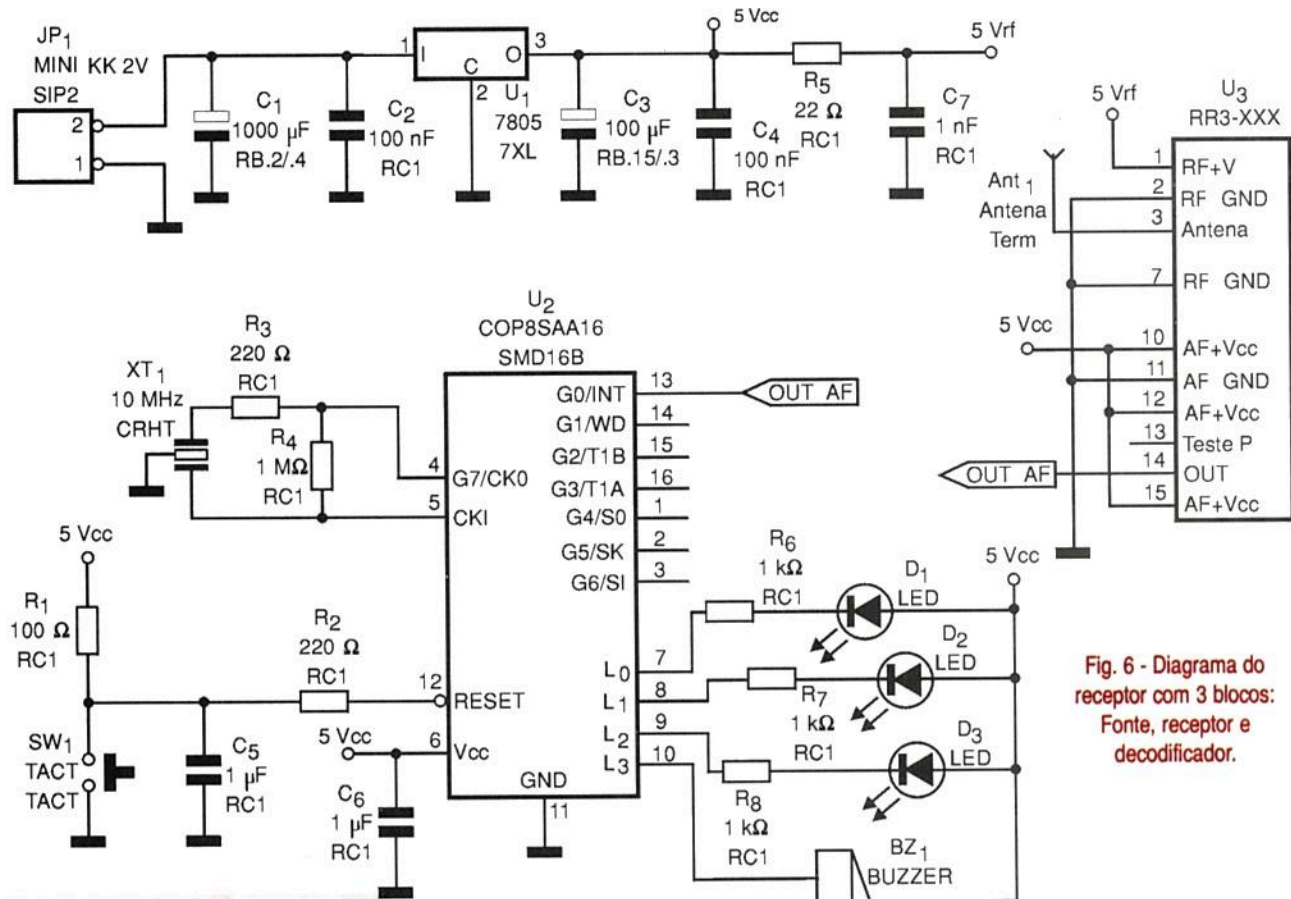 JP1
MINI KK 2V
SIP2
2
1
C1
1000 µF
RB.2/.4
C2
100 nF
RC1
1
I
O
3
C
2
U1
7805
7XL
C3
100 µF
RB.15/.3
5 Vcc
C4
100 nF
RC1
R5
22 Ω
RC1
5 Vrf
C7
1 nF
RC1
U3
RR3-XXX
5 Vrf
Ant1
Antena
Term
1
RF+V
2
RF GND
3
Antena
7
RF GND
5 Vcc
10
AF+Vcc
11
AF GND
12
AF+Vcc
13
Teste P
14
OUT
OUT AF
15
AF+Vcc
U2
COP8SAA16
SMD16B
R3
220 Ω
RC1
XT1
10 MHz
CRHT
R4
1 MΩ
RC1
4
G7/CK0
5
CKI
G0/INT
13
OUT AF
G1/WD
14
G2/T1B
15
G3/T1A
16
G4/S0
1
G5/SK
2
G6/SI
3
5 Vcc
R1
100 Ω
RC1
R2
220 Ω
RC1
12
RESET
SW1
TACT
TACT
C5
1 µF
RC1
5 Vcc
6
Vcc
C6
1 µF
RC1
GND
11
L0
7
L1
8
L2
9
L3
10
R6
1 kΩ
RC1
D1
LED
R7
1 kΩ
RC1
D2
LED
R8
1 kΩ
RC1
D3
LED
5 Vcc
BZ1
BUZZER
Fig. 6 - Diagrama do
receptor com 3 blocos:
Fonte, receptor e
decodificador.